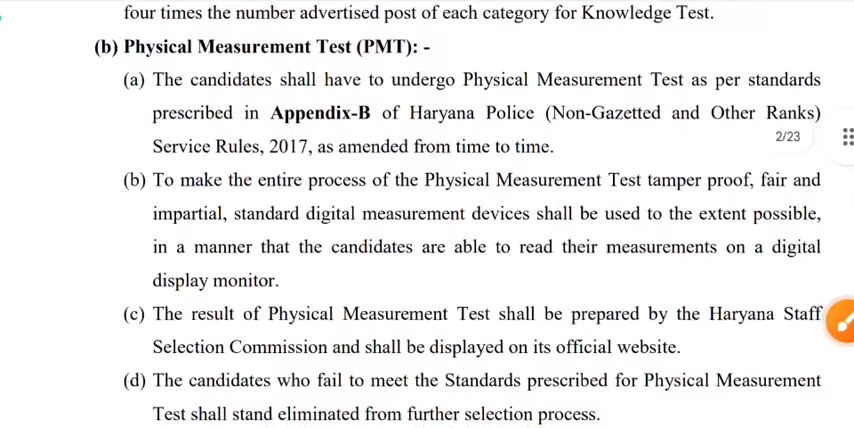 four times the number advertised post of each category for Knowledge Test.
(b) Physical Measurement Test (PMT): -
(a) The candidates shall have to undergo Physical Measurement Test as per standards
prescribed in Appendix-B of Haryana Police (Non-Gazetted and Other Ranks)
Service Rules, 2017, as amended from time to time.
2/23
(b) To make the entire process of the Physical Measurement Test tamper proof, fair and
impartial, standard digital measurement devices shall be used to the extent possible,
in a manner that the candidates are able to read their measurements on a digital
display monitor.
(c) The result of Physical Measurement Test shall be prepared by the Haryana Staff
Selection Commission and shall be displayed on its official website.
(d) The candidates who fail to meet the Standards prescribed for Physical Measurement
Test shall stand eliminated from further selection process.